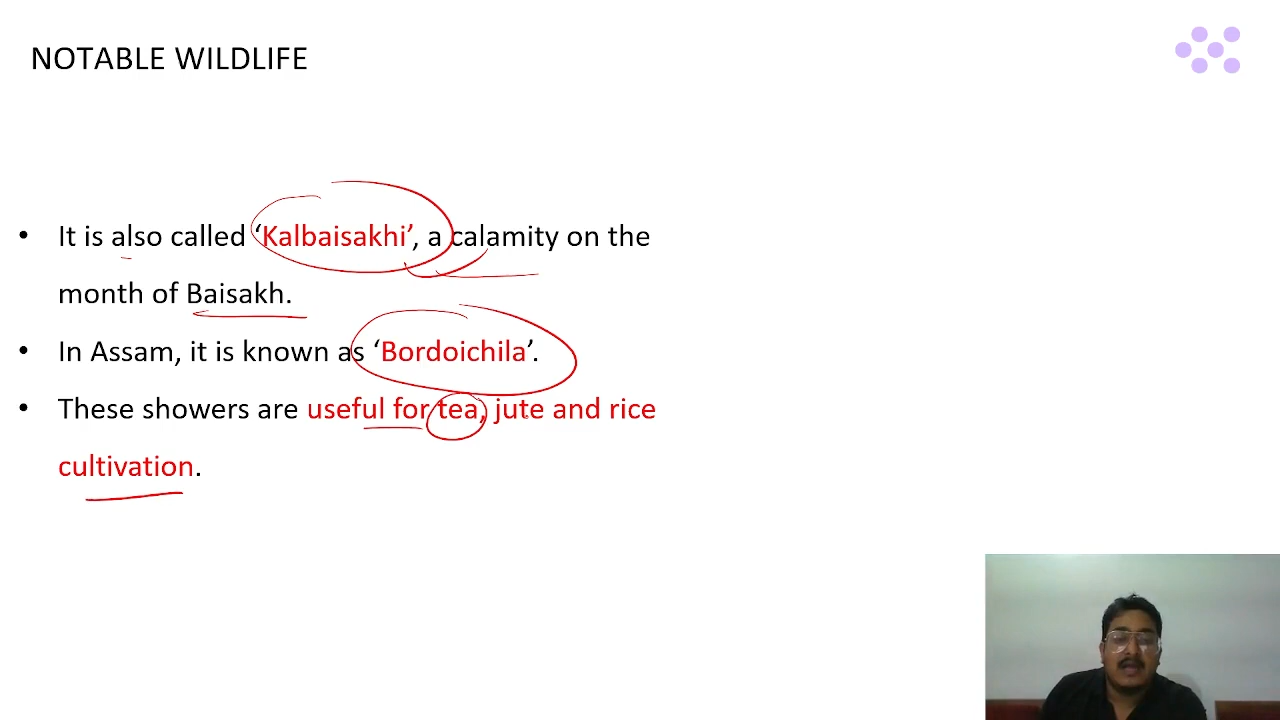 NOTABLE WILDLIFE
• It is also called ‘Kalbaisakhi’, a calamity on the
month of Baisakh.
• In Assam, it is known as ‘Bordoichila’.
• These showers are useful for tea, jute and rice
cultivation.